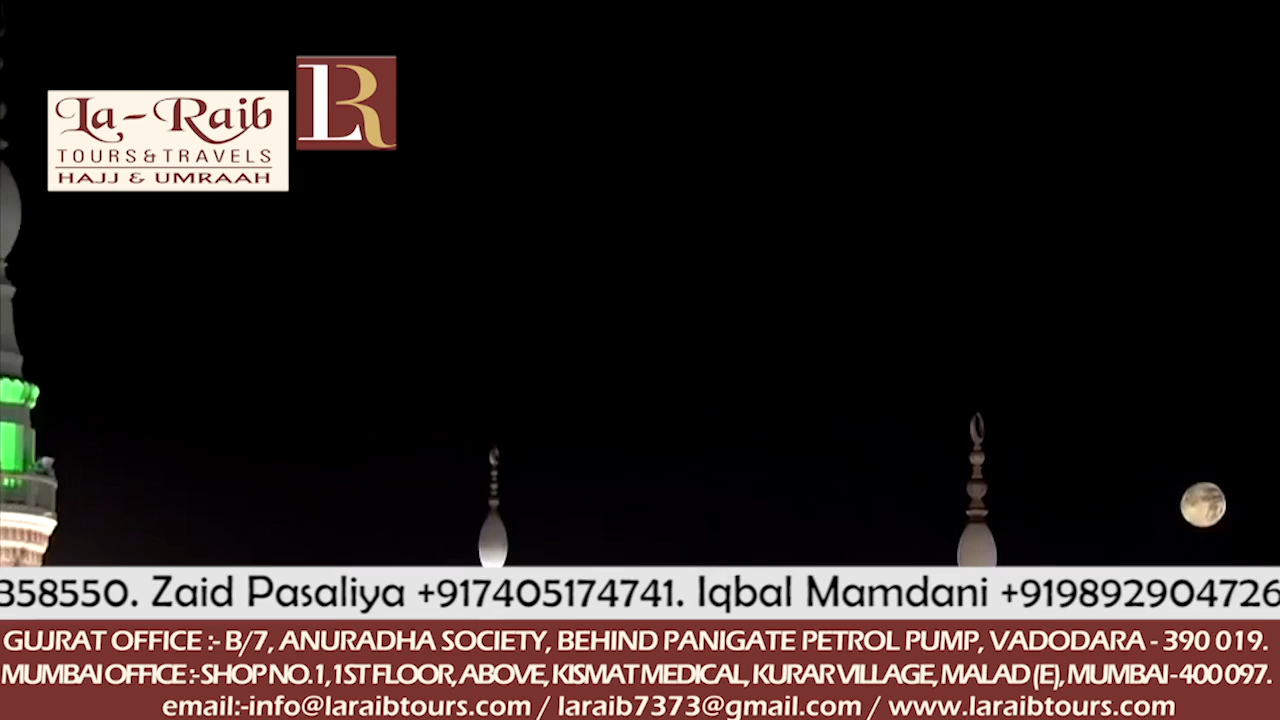 La-Raib
TOURS & TRAVELS
HAJJ & UMRAAH
LR
358550. Zaid Pasaliya +917405174741. Iqbal Mamdani +919892904726
GUJRAT OFFICE :- B/7, ANURADHA SOCIETY, BEHIND PANIGATE PETROL PUMP, VADODARA - 390 019.
MUMBAI OFFICE :- SHOP NO. 1, 1ST FLOOR, ABOVE, KISMAT MEDICAL, KURAR VILLAGE, MALAD (E), MUMBAI - 400 097.
email:-info@laraibtours.com / laraib7373@gmail.com / www.laraibtours.com